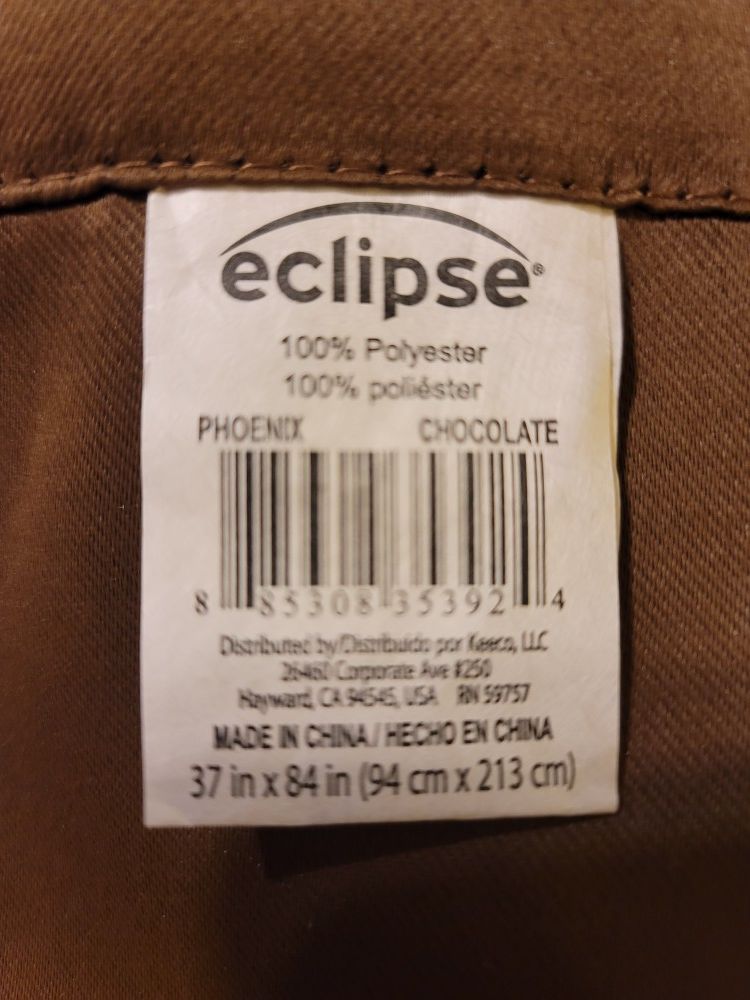 eclipse®
100% Polyester
100% poliéster
PHOENIX CHOCOLATE
8 85308 35392 4
Distributed by/Distribuido por Keeco, LLC
26460 Corporate Ave #250
Hayward, CA 94545, USA RN 59757
MADE IN CHINA / HECHO EN CHINA
37 in x 84 in (94 cm x 213 cm)